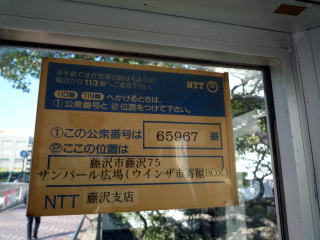 お手数ですが故障の時はもよりの
電話から113番へご連絡下さい。
NTT
110番 119番 へかけるときは、
①公衆番号と②位置をつげて下さい。
①この公衆番号は 65967 番
②ここの位置は
藤沢市藤沢75
サンパール広場(ウインザ市寄贈BOX)
NTT 藤沢支店